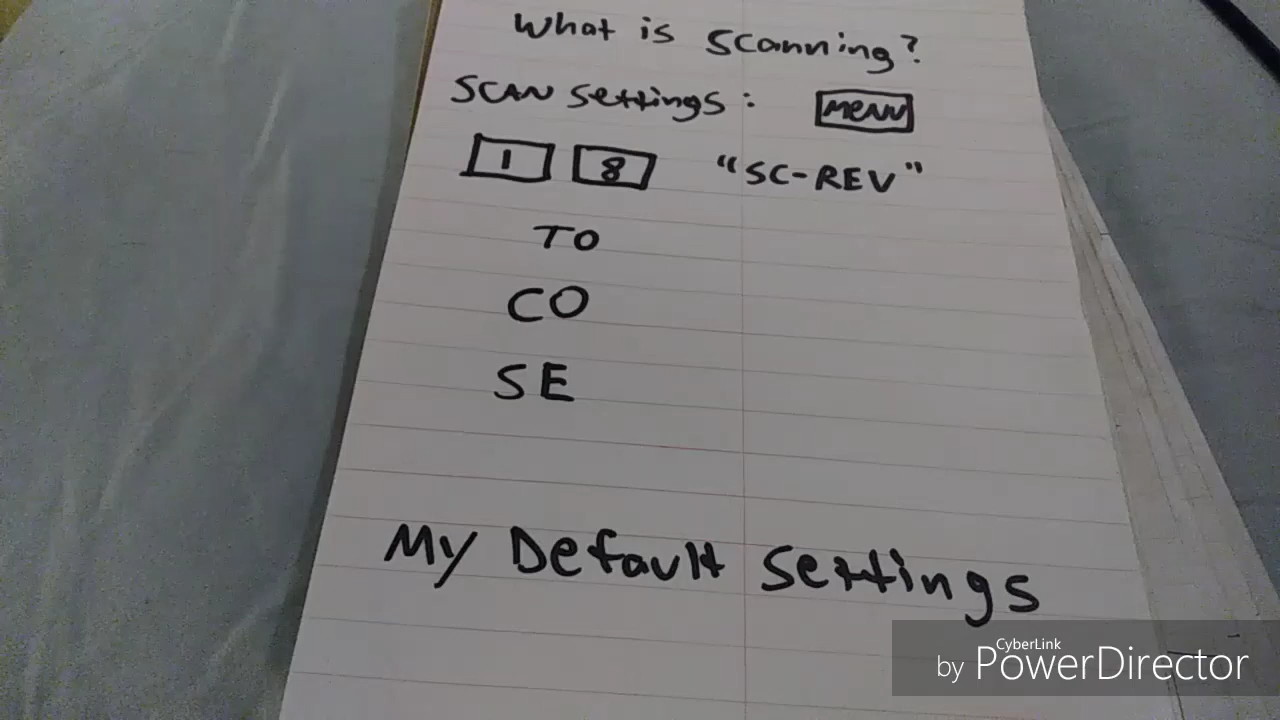 What is Scanning?
SCAN Settings: MENU
1 8 "SC-REV"
TO
CO
SE
My Default Settings
CyberLink
by PowerDirector